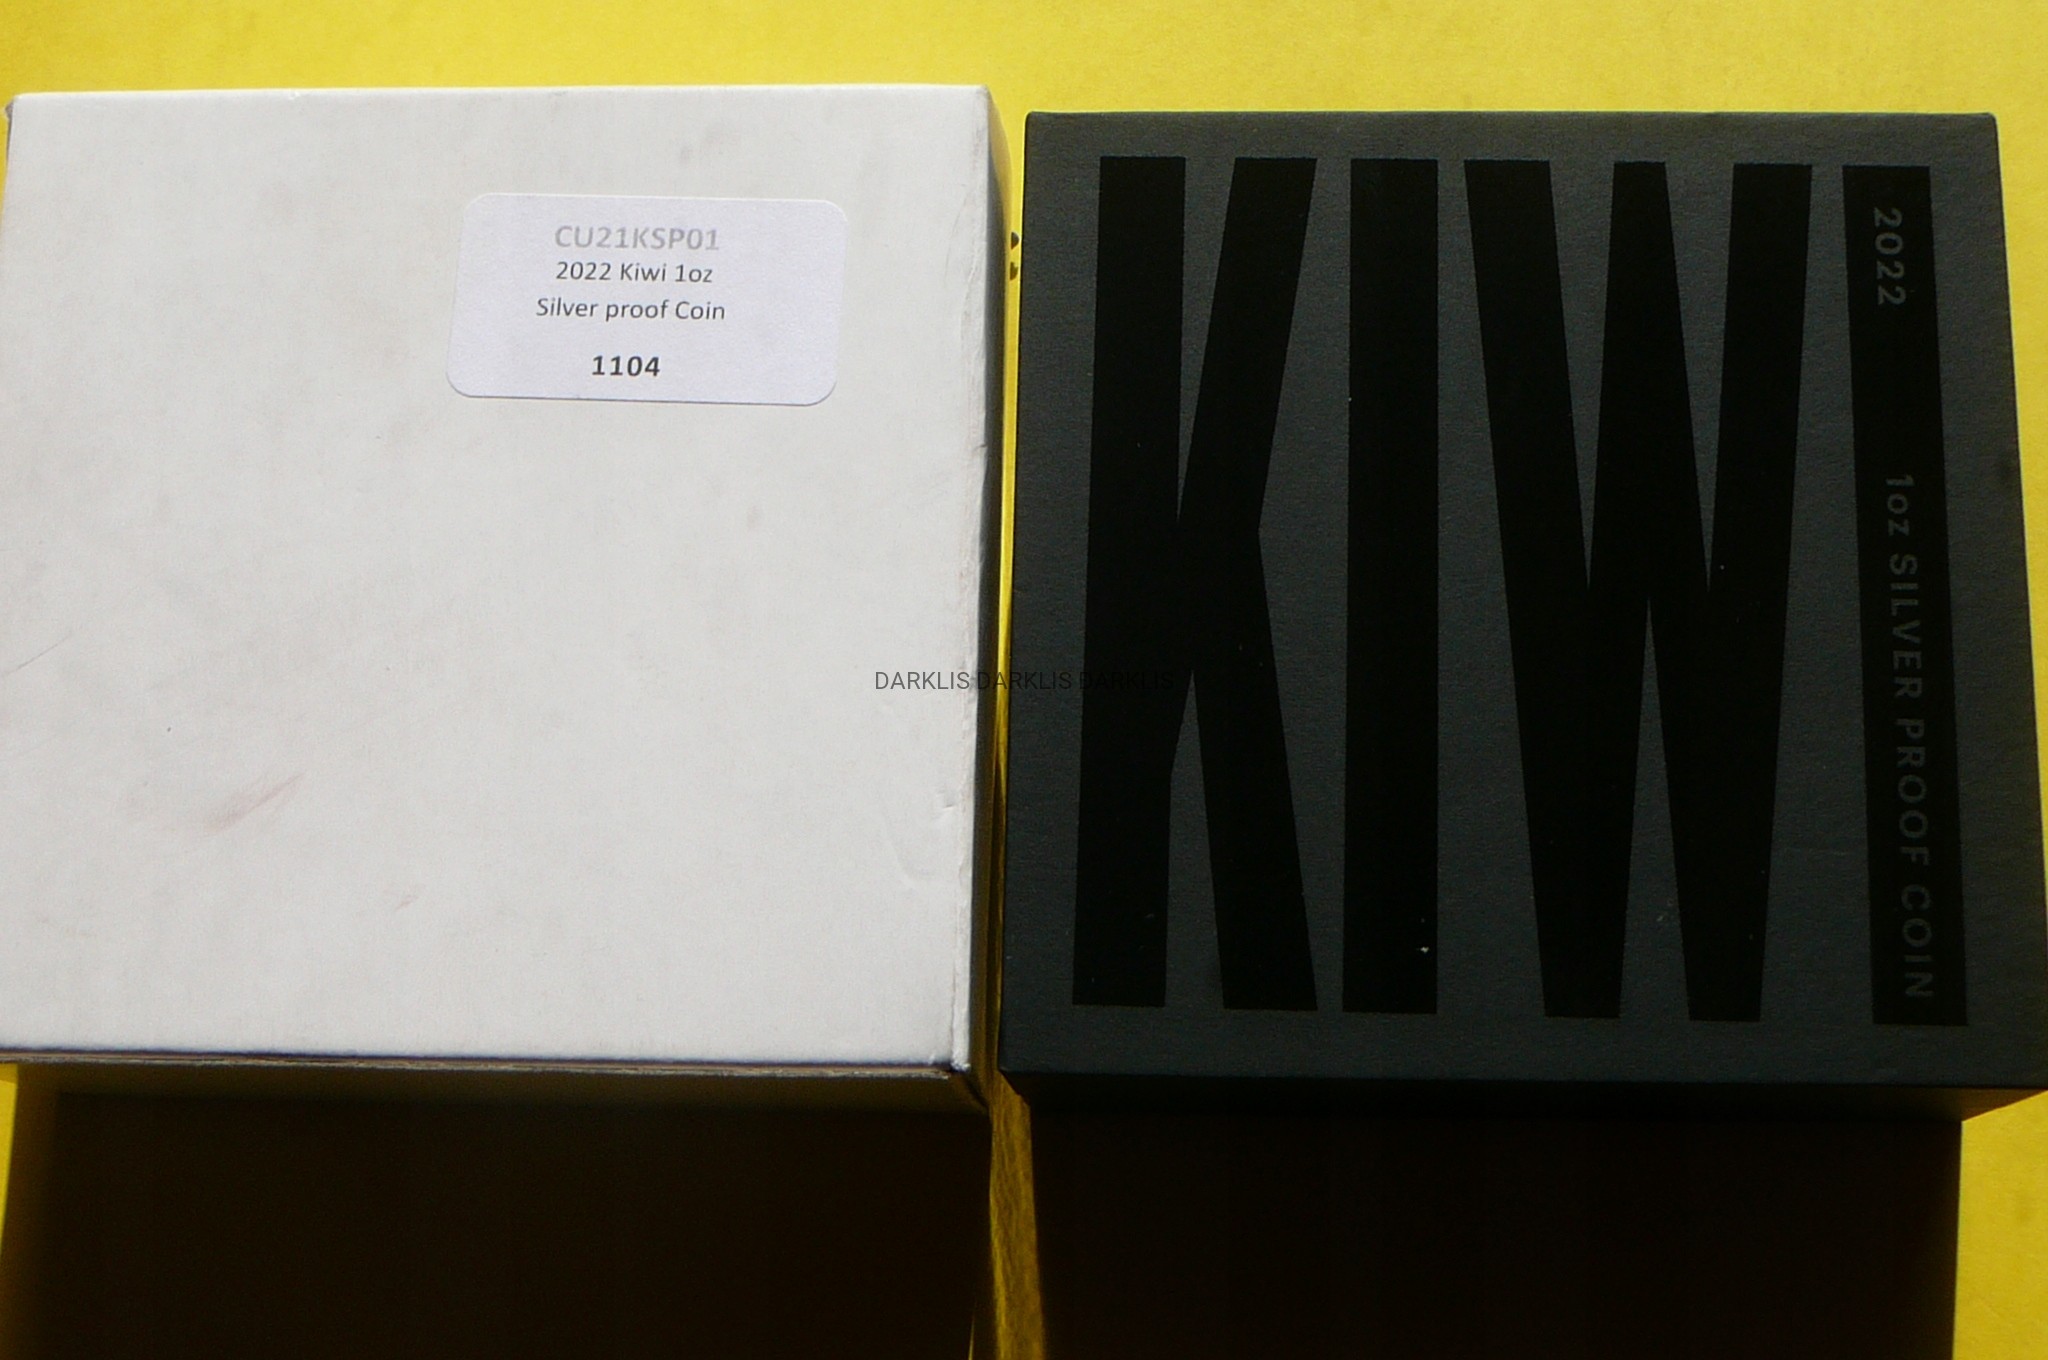 CU21KSP01
2022 Kiwi 1oz
Silver proof Coin
1104
KIWI
2022 1oz SILVER PROOF COIN
DARKLIS DARKLIS DARKLIS